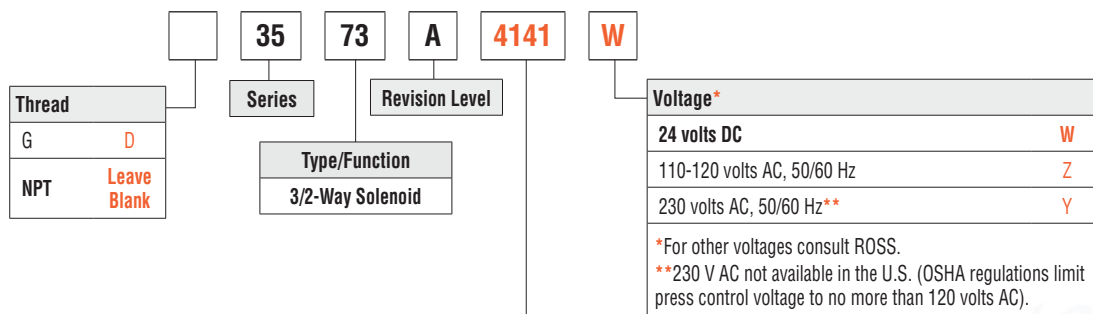 35 73 A 4141 W
Series
Revision Level
Thread
G D
NPT Leave Blank
Type/Function
3/2-Way Solenoid
Voltage*
24 volts DC W
110-120 volts AC, 50/60 Hz Z
230 volts AC, 50/60 Hz** Y
*For other voltages consult ROSS.
**230 V AC not available in the U.S. (OSHA regulations limit
press control voltage to no more than 120 volts AC).